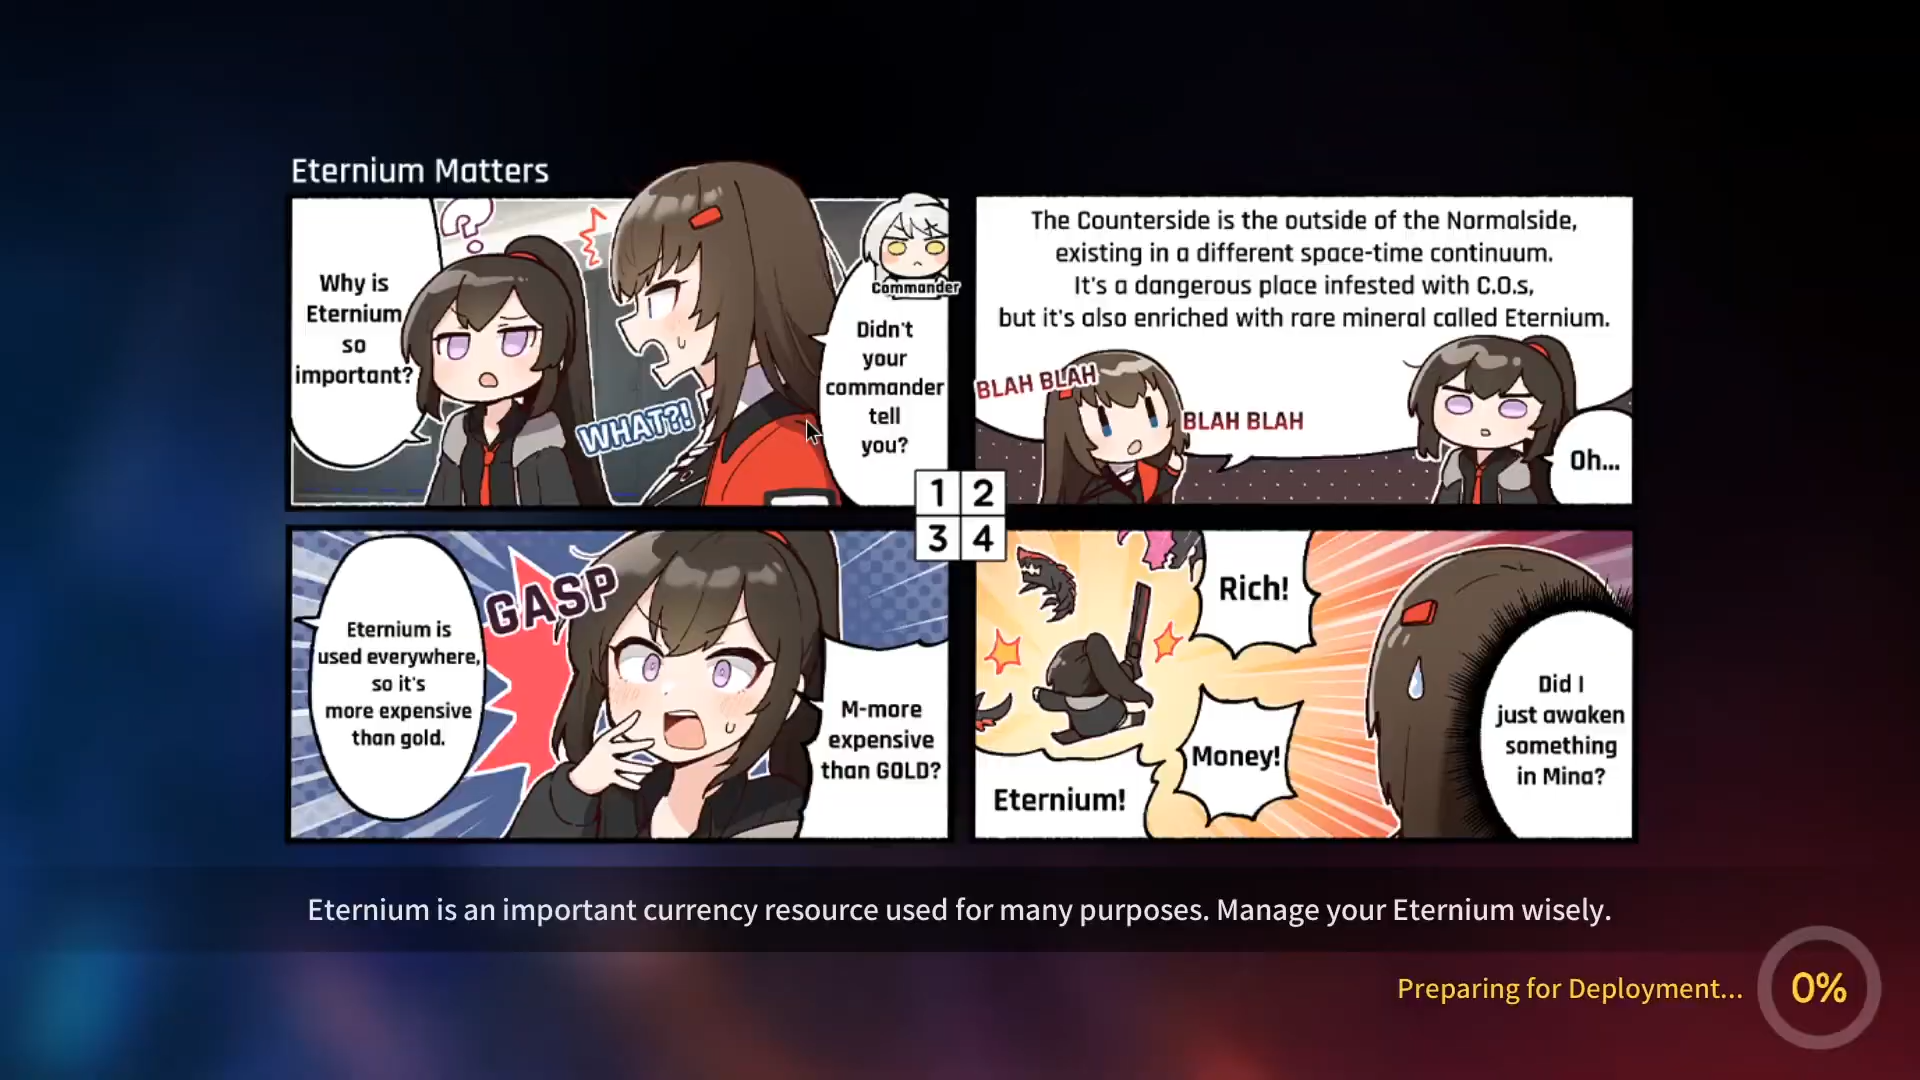 Eternium Matters
Why is
Eternium
so
important?
WHAT?!
Commander
Didn't
your
commander
tell
you?
The Counterside is the outside of the Normalside,
existing in a different space-time continuum.
It's a dangerous place infested with C.O.s,
but it's also enriched with rare mineral called Eternium.
BLAH BLAH
BLAH BLAH
Oh...
1 2
3 4
Eternium is
used everywhere,
so it's
more expensive
than gold.
GASP
M-more
expensive
than GOLD?
Rich!
Money!
Eternium!
Did I
just awaken
something
in Mina?
Eternium is an important currency resource used for many purposes. Manage your Eternium wisely.
Preparing for Deployment...
0%